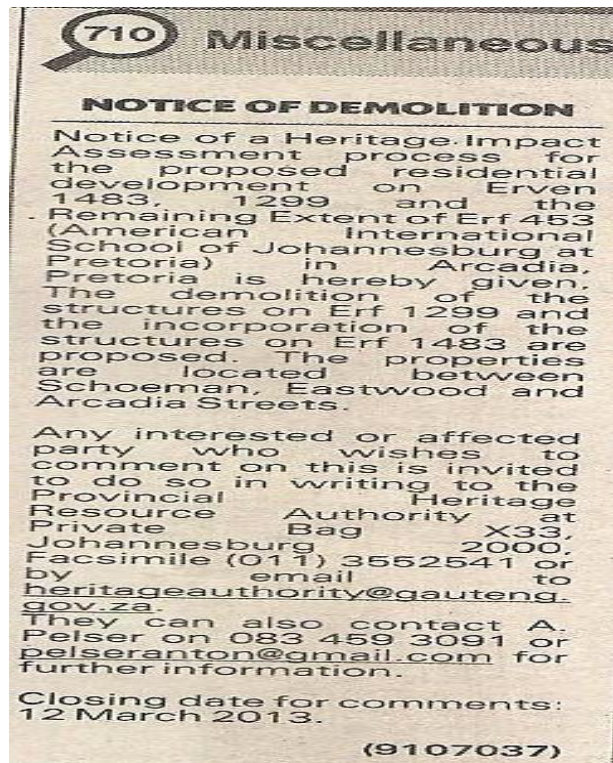 710 Miscellaneous
NOTICE OF DEMOLITION
Notice of a Heritage Impact
Assessment process for
the proposed residential
development on Erven
1483, 1299 and the
Remaining Extent of Erf 453
(American International
School of Johannesburg at
Pretoria) in Arcadia,
Pretoria is hereby given.
The demolition of the
structures on Erf 1299 and
the incorporation of the
structures on Erf 1483 are
proposed. The properties
are located between
Schoeman, Eastwood and
Arcadia Streets.
Any interested or affected
party who wishes to
comment on this is invited
to do so in writing to the
Provincial Heritage
Resource Authority at
Private Bag X33,
Johannesburg 2000,
Facsimile (011) 3552541 or
by email to
heritageauthority@gauteng.
gov.za.
They can also contact A.
Pelser on 083 459 3091 or
pelseranton@gmail.com for
further information.
Closing date for comments:
12 March 2013.
(9107037)